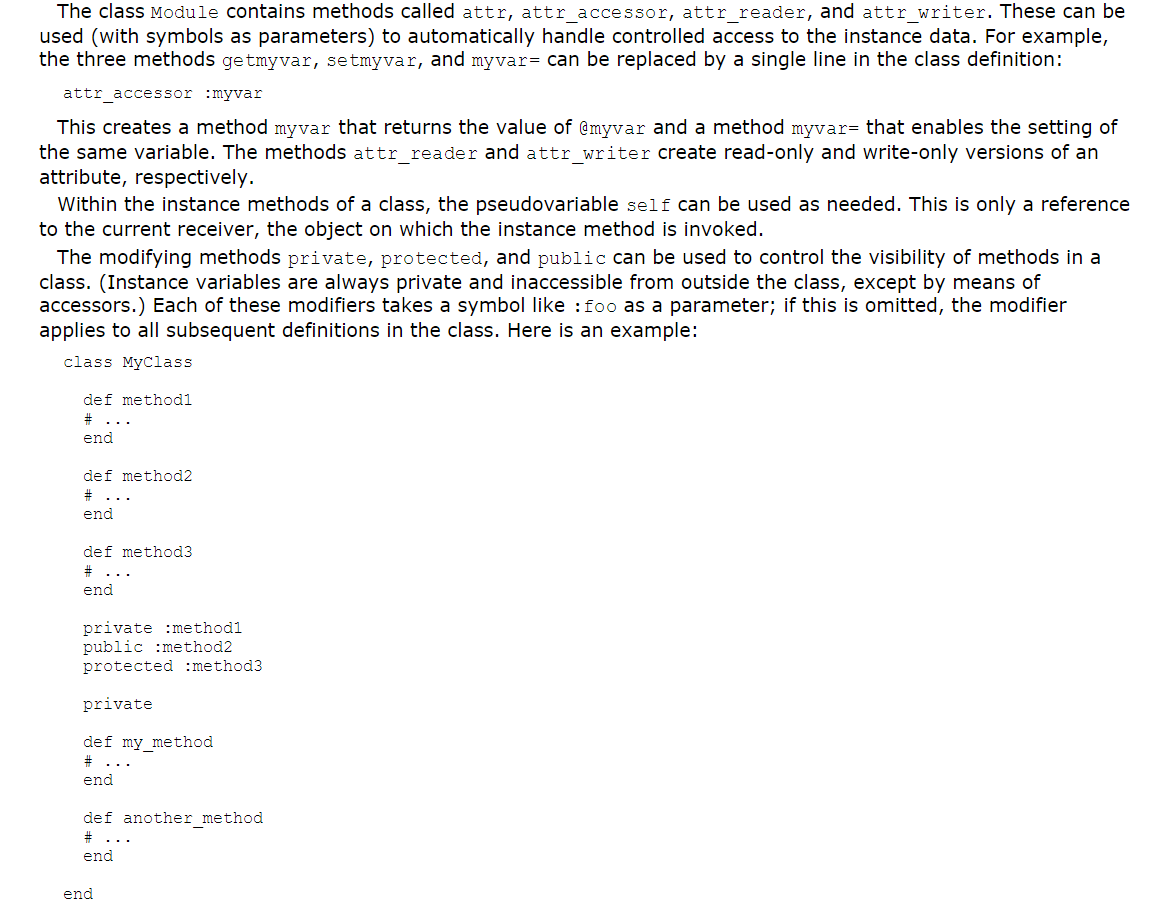 The class Module contains methods called attr, attr_accessor, attr_reader, and attr_writer. These can be
used (with symbols as parameters) to automatically handle controlled access to the instance data. For example,
the three methods getmyvar, setmyvar, and myvar= can be replaced by a single line in the class definition:
attr_accessor :myvar
This creates a method myvar that returns the value of @myvar and a method myvar= that enables the setting of
the same variable. The methods attr_reader and attr_writer create read-only and write-only versions of an
attribute, respectively.
Within the instance methods of a class, the pseudovariable self can be used as needed. This is only a reference
to the current receiver, the object on which the instance method is invoked.
The modifying methods private, protected, and public can be used to control the visibility of methods in a
class. (Instance variables are always private and inaccessible from outside the class, except by means of
accessors.) Each of these modifiers takes a symbol like :foo as a parameter; if this is omitted, the modifier
applies to all subsequent definitions in the class. Here is an example:
class MyClass
def method1
# ...
end
def method2
# ...
end
def method3
# ...
end
private :method1
public :method2
protected :method3
private
def my_method
# ...
end
def another_method
# ...
end
end